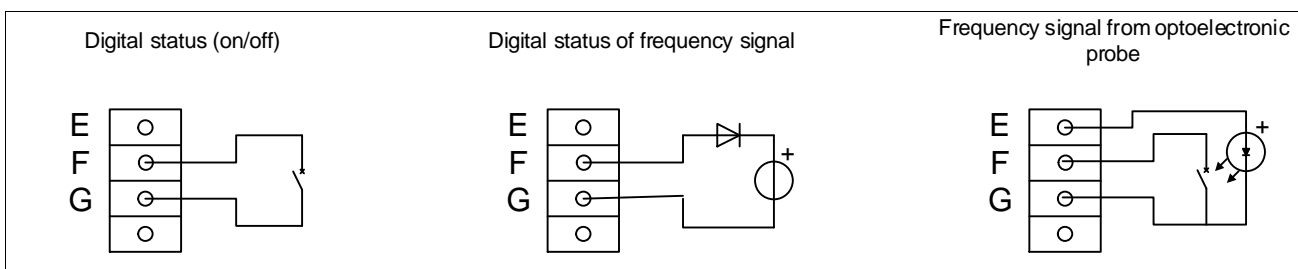 Digital status (on/off)
E
F
G
Digital status of frequency signal
E
F
G
+
Frequency signal from optoelectronic
probe
E
F
G
+